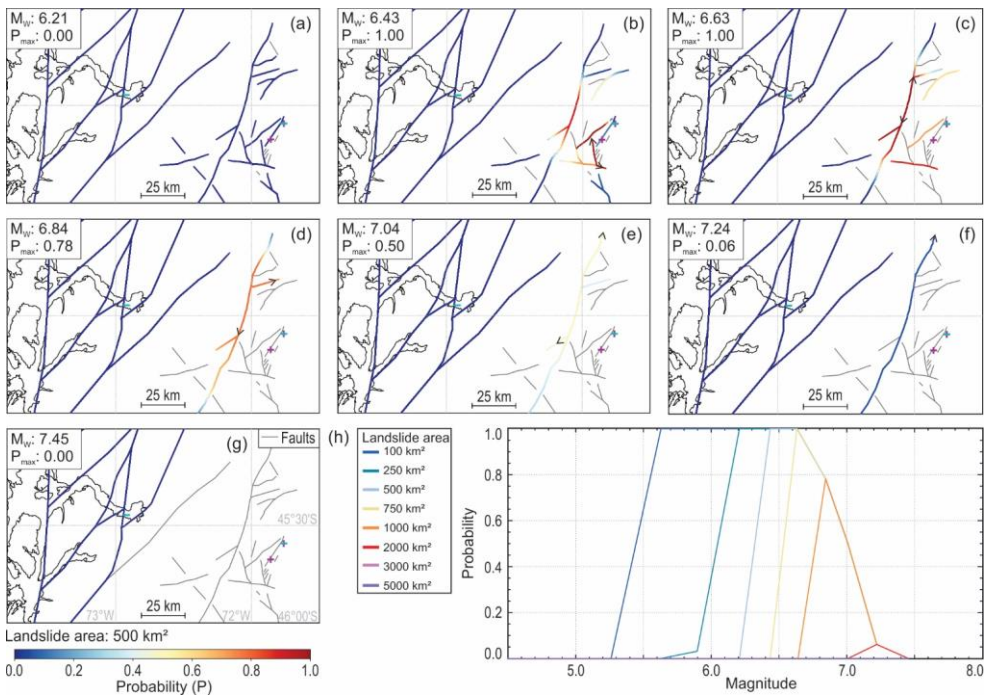 Mw: 6.21
Pmax: 0.00
(a)
25 km
Mw: 6.43
Pmax: 1.00
(b)
25 km
Mw: 6.63
Pmax: 1.00
(c)
25 km
Mw: 6.84
Pmax: 0.78
(d)
25 km
Mw: 7.04
Pmax: 0.50
(e)
25 km
Mw: 7.24
Pmax: 0.06
(f)
25 km
Mw: 7.45
Pmax: 0.00
(g)
Faults
45°30'S
25 km
73°W
72°W
46°00'S
Landslide area: 500 km²
0.0 0.2 0.4 0.6 0.8 1.0
Probability (P)
(h)
Landslide area
100 km²
250 km²
500 km²
750 km²
1000 km²
2000 km²
3000 km²
5000 km²
Probability
1.0
0.8
0.6
0.4
0.2
0.0
5.0 6.0 7.0 8.0
Magnitude